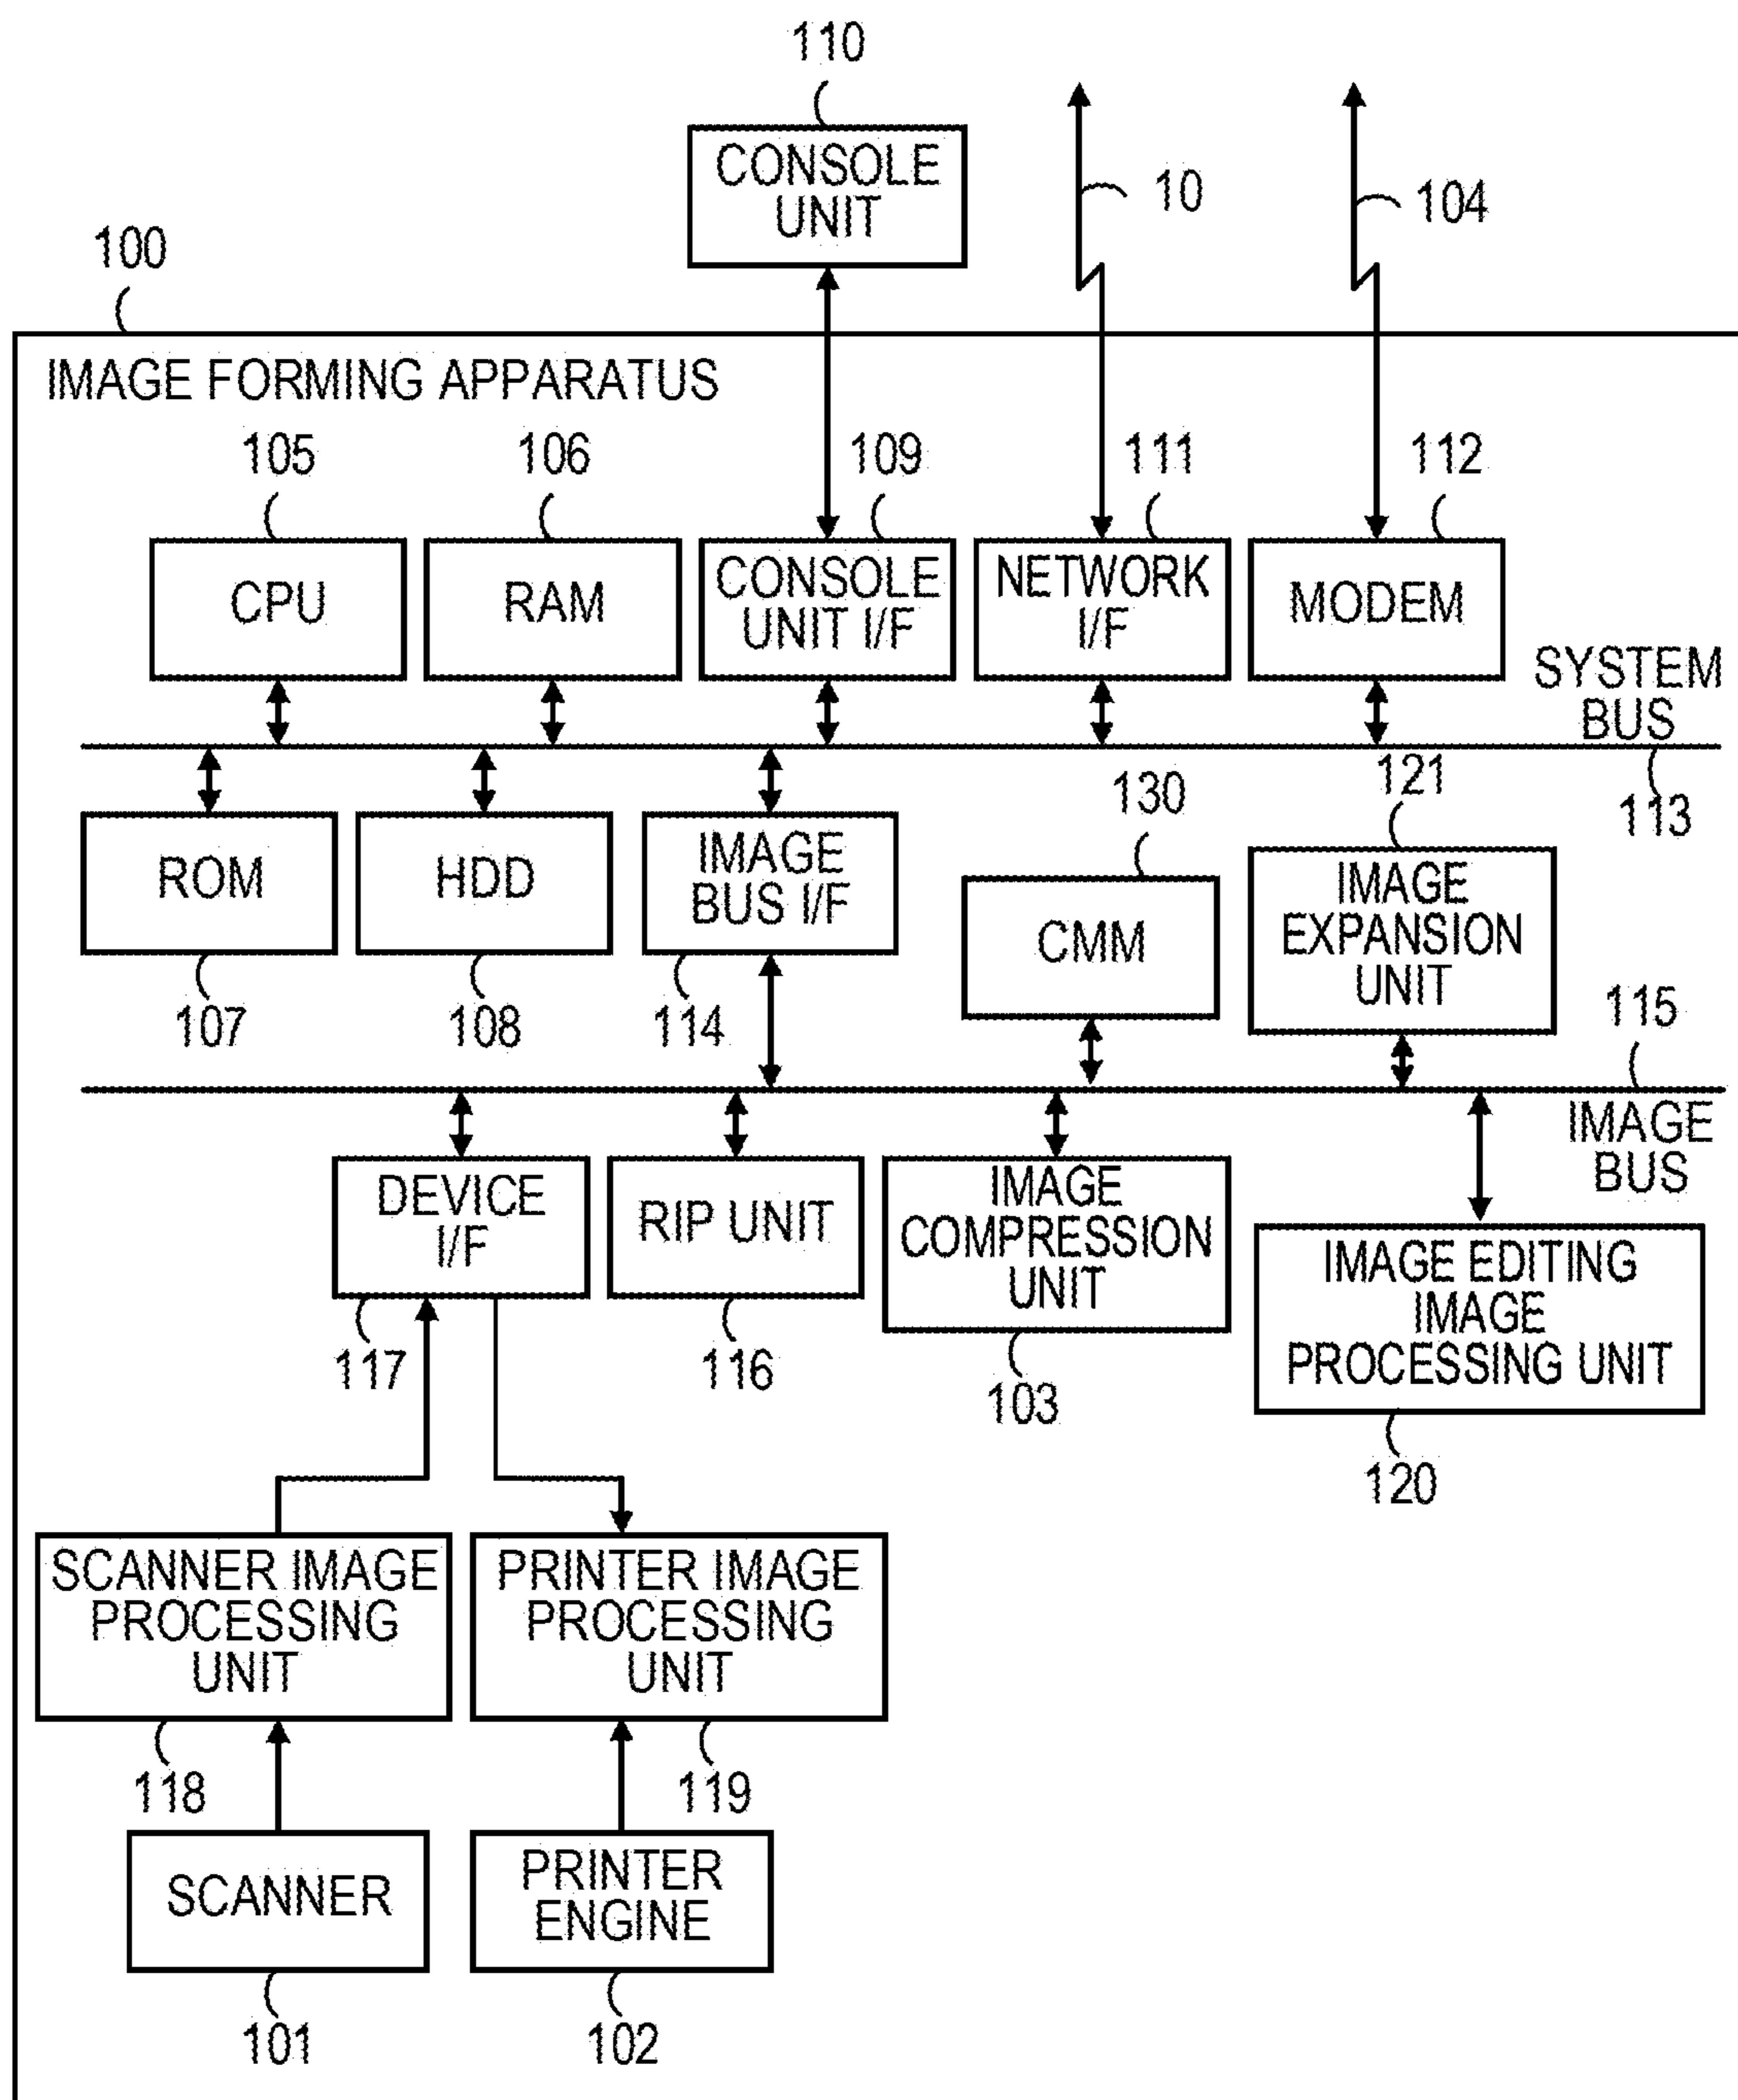 110
CONSOLE
UNIT
10
104
100
IMAGE FORMING APPARATUS
105
106
109
111
112
CPU
RAM
CONSOLE
UNIT I/F
NETWORK
I/F
MODEM
SYSTEM
BUS
113
ROM
107
HDD
108
IMAGE
BUS I/F
114
130
CMM
121
IMAGE
EXPANSION
UNIT
115
IMAGE
BUS
DEVICE
I/F
117
RIP UNIT
116
IMAGE
COMPRESSION
UNIT
103
IMAGE EDITING
IMAGE
PROCESSING UNIT
120
SCANNER IMAGE
PROCESSING
UNIT
118
PRINTER IMAGE
PROCESSING
UNIT
119
SCANNER
101
PRINTER
ENGINE
102